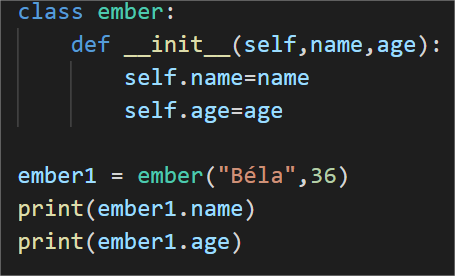 class ember:
    def __init__(self,name,age):
        self.name=name
        self.age=age

ember1 = ember("Béla",36)
print(ember1.name)
print(ember1.age)